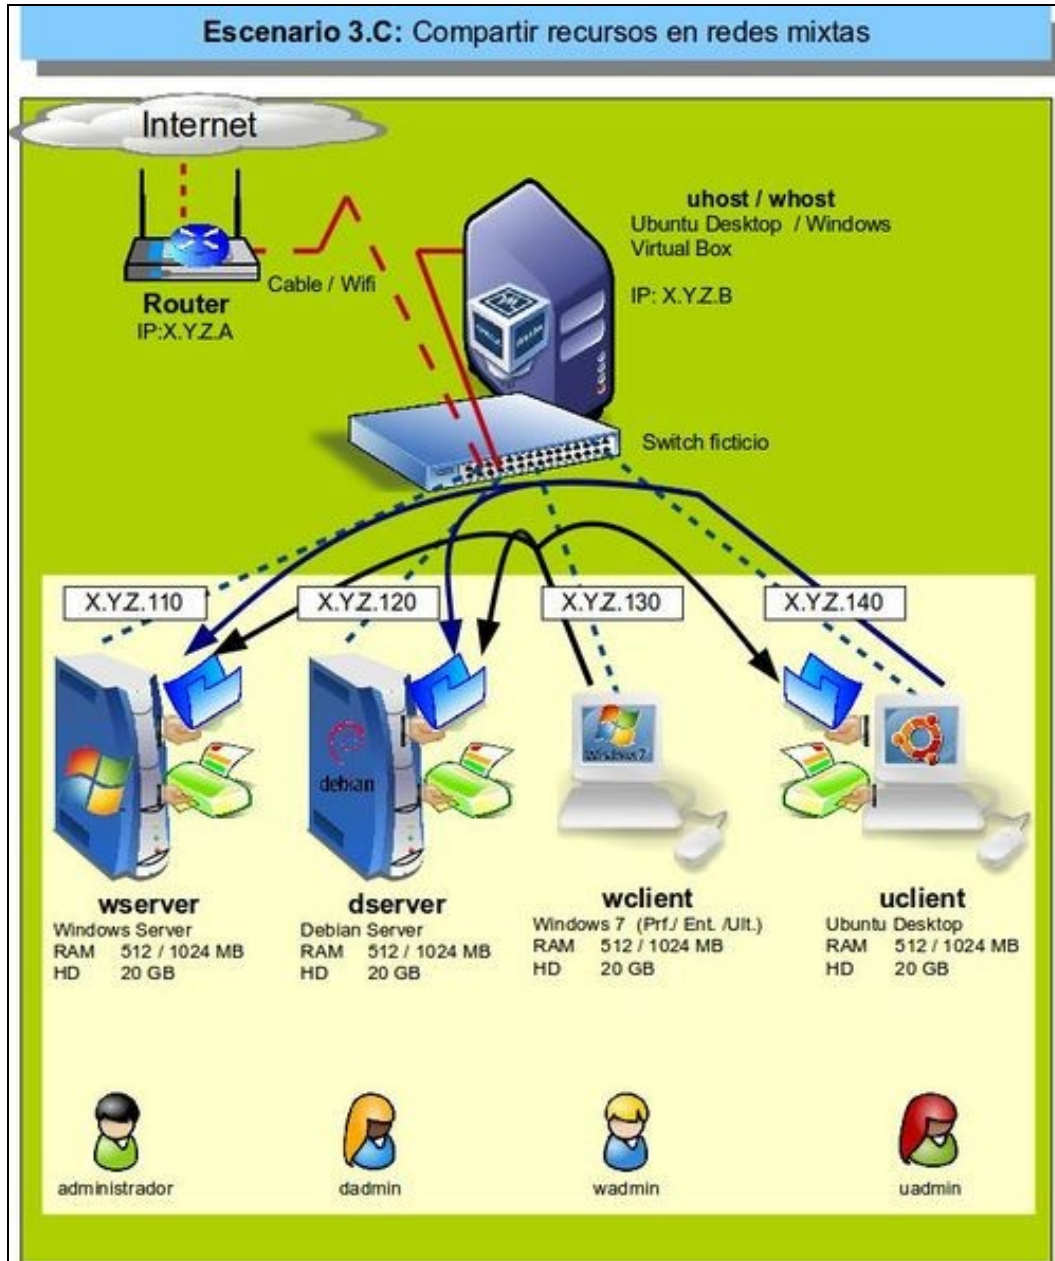 Escenario 3.C: Compartir recursos en redes mixtas
Internet
uhost / whost
Ubuntu Desktop / Windows
Virtual Box
IP: X.Y.Z.B
Cable / Wifi
Router
IP:X.Y.Z.A
Switch ficticio
X.Y.Z.110
X.Y.Z.120
X.Y.Z.130
X.Y.Z.140
debian
Windows 7
wserver
Windows Server
RAM 512 / 1024 MB
HD 20 GB
dserver
Debian Server
RAM 512 / 1024 MB
HD 20 GB
wclient
Windows 7 (Prf./ Ent. /Ult.)
RAM 512 / 1024 MB
HD 20 GB
uclient
Ubuntu Desktop
RAM 512 / 1024 MB
HD 20 GB
administrador
dadmin
wadmin
uadmin